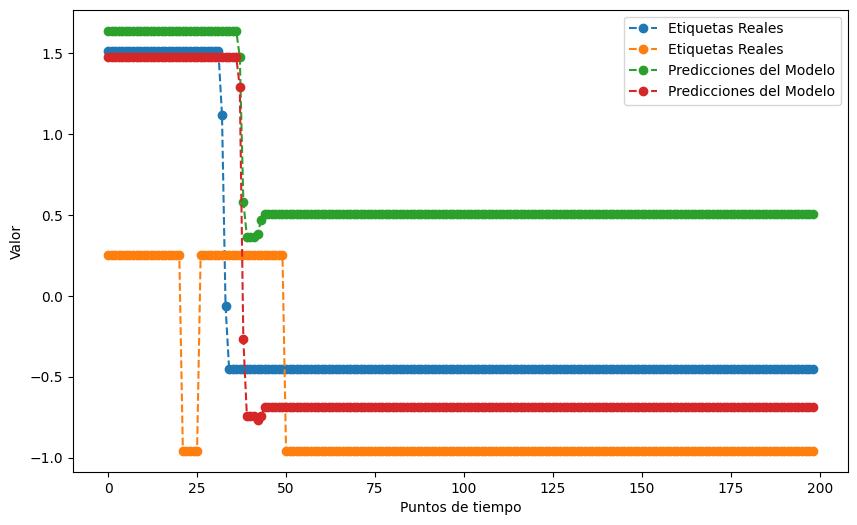 Etiquetas Reales
Etiquetas Reales
Predicciones del Modelo
Predicciones del Modelo
1.5
1.0
0.5
0.0
−0.5
−1.0
Valor
0 25 50 75 100 125 150 175 200
Puntos de tiempo